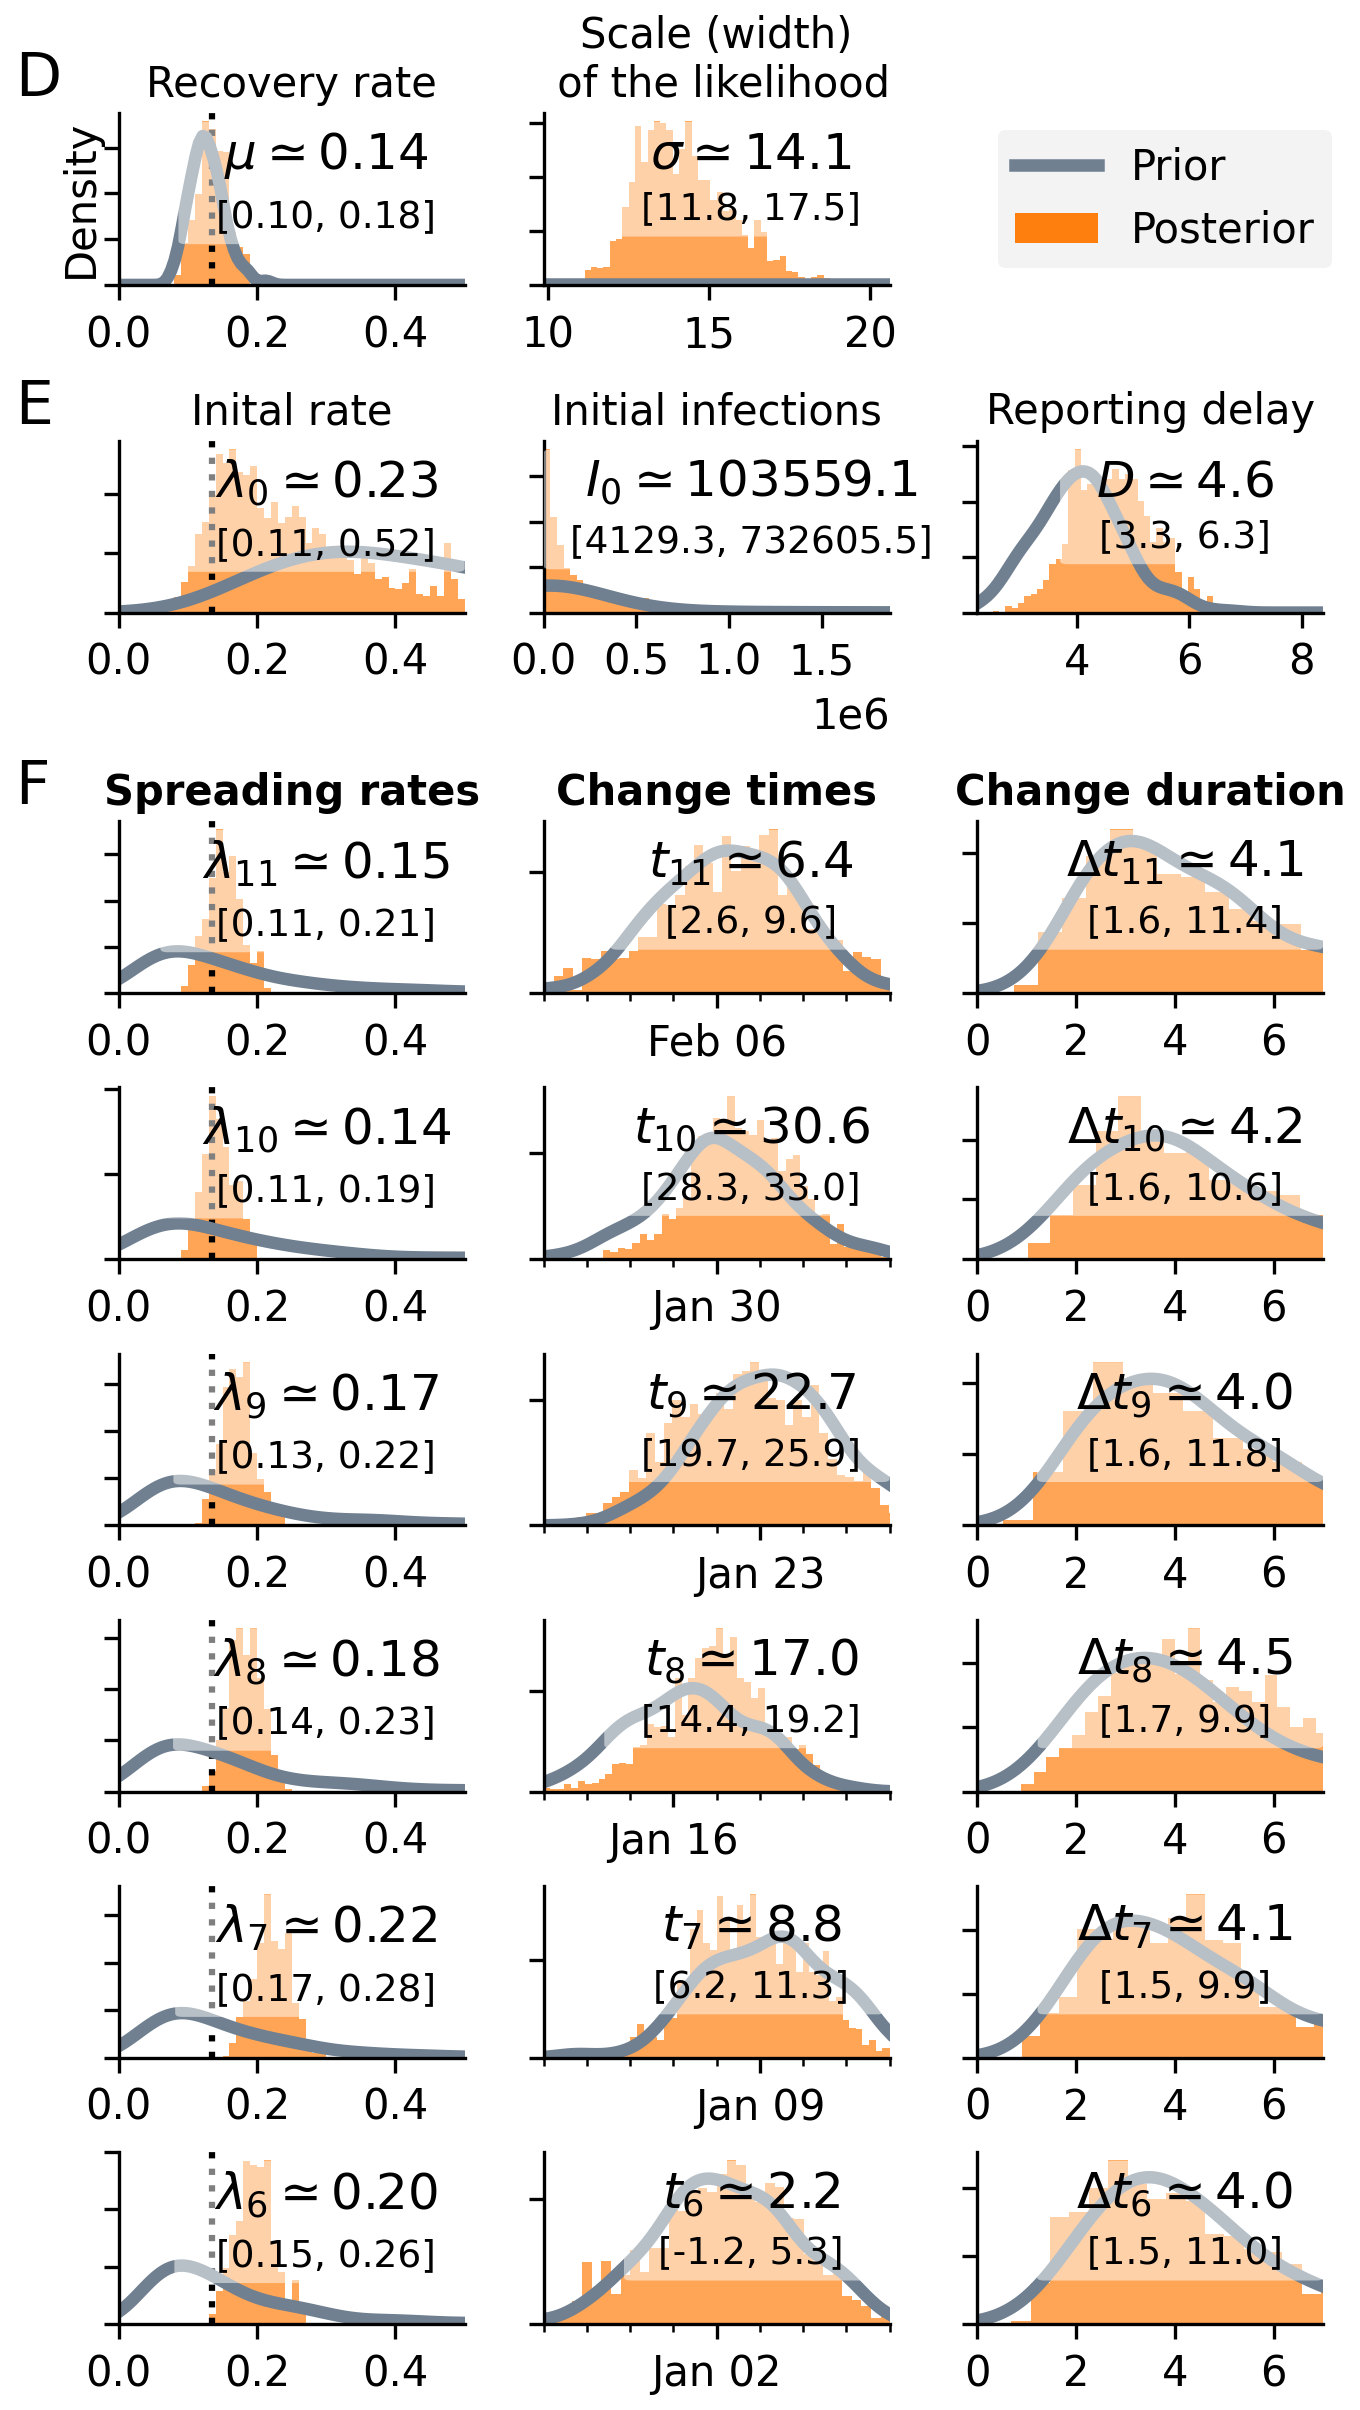 D
Recovery rate
Density
μ ≃ 0.14
[0.10, 0.18]
0.0 0.2 0.4
Scale (width)
of the likelihood
σ ≃ 14.1
[11.8, 17.5]
10 15 20
Prior
Posterior
E
Inital rate
λ0 ≃ 0.23
[0.11, 0.52]
0.0 0.2 0.4
Initial infections
I0 ≃ 103559.1
[4129.3, 732605.5]
0.0 0.5 1.0 1.5
1e6
Reporting delay
D ≃ 4.6
[3.3, 6.3]
4 6 8
F
Spreading rates Change times Change duration
λ11 ≃ 0.15
[0.11, 0.21]
0.0 0.2 0.4
t11 ≃ 6.4
[2.6, 9.6]
Feb 06
Δt11 ≃ 4.1
[1.6, 11.4]
0 2 4 6
λ10 ≃ 0.14
[0.11, 0.19]
0.0 0.2 0.4
t10 ≃ 30.6
[28.3, 33.0]
Jan 30
Δt10 ≃ 4.2
[1.6, 10.6]
0 2 4 6
λ9 ≃ 0.17
[0.13, 0.22]
0.0 0.2 0.4
t9 ≃ 22.7
[19.7, 25.9]
Jan 23
Δt9 ≃ 4.0
[1.6, 11.8]
0 2 4 6
λ8 ≃ 0.18
[0.14, 0.23]
0.0 0.2 0.4
t8 ≃ 17.0
[14.4, 19.2]
Jan 16
Δt8 ≃ 4.5
[1.7, 9.9]
0 2 4 6
λ7 ≃ 0.22
[0.17, 0.28]
0.0 0.2 0.4
t7 ≃ 8.8
[6.2, 11.3]
Jan 09
Δt7 ≃ 4.1
[1.5, 9.9]
0 2 4 6
λ6 ≃ 0.20
[0.15, 0.26]
0.0 0.2 0.4
t6 ≃ 2.2
[-1.2, 5.3]
Jan 02
Δt6 ≃ 4.0
[1.5, 11.0]
0 2 4 6